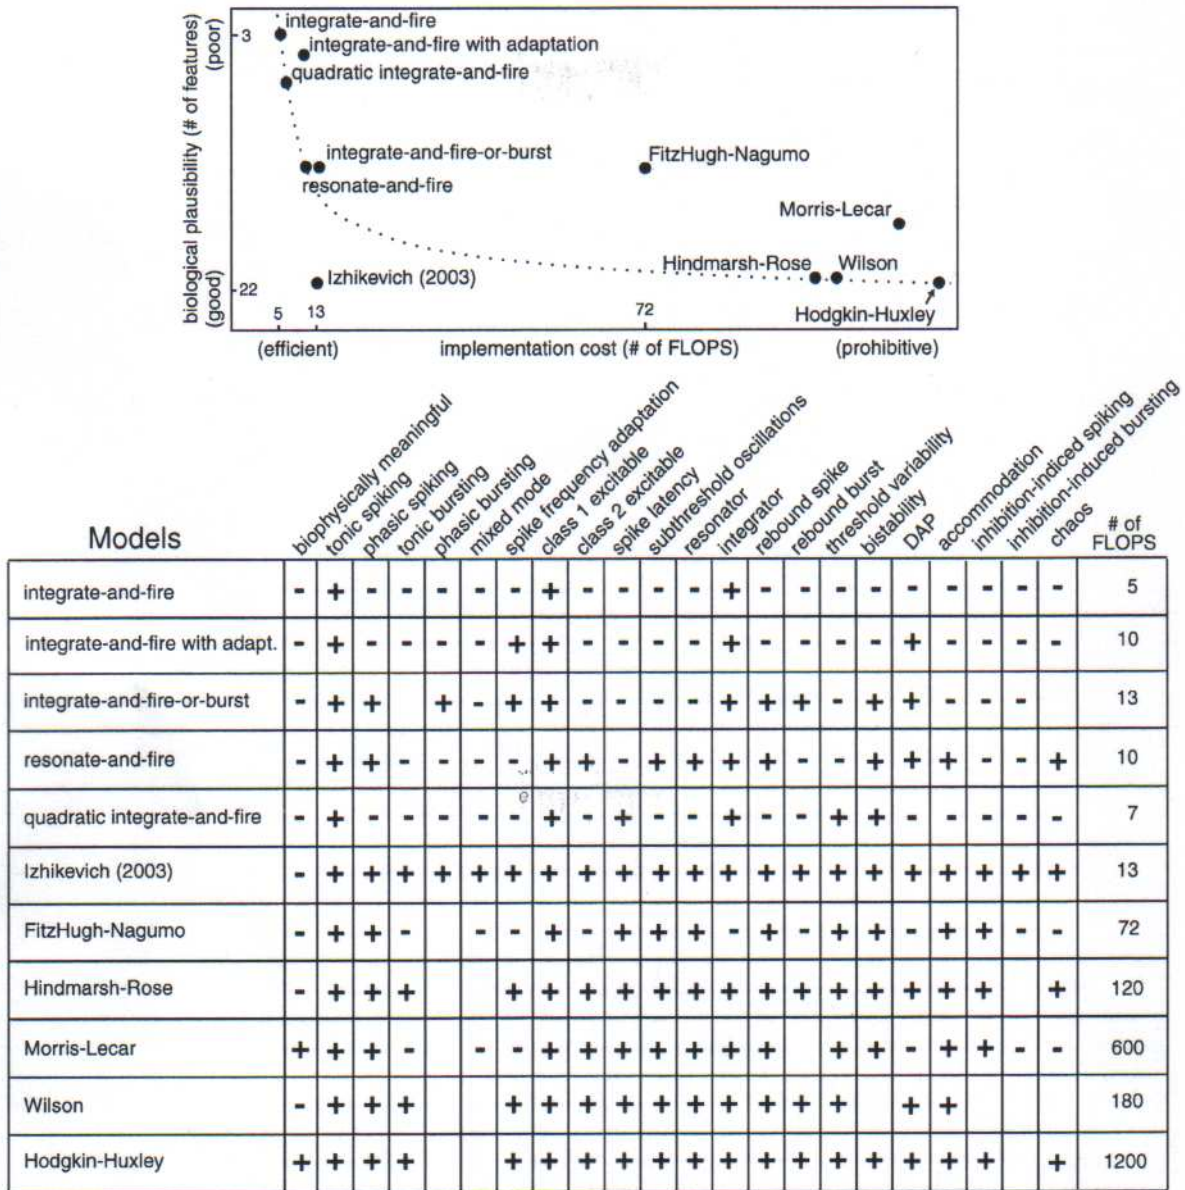 integrate-and-fire
3
integrate-and-fire with adaptation
quadratic integrate-and-fire
biological plausibility (# of features)
(good) (poor)
integrate-and-fire-or-burst
FitzHugh-Nagumo
resonate-and-fire
Morris-Lecar
Hindmarsh-Rose Wilson
Izhikevich (2003)
22
5 13 72
Hodgkin-Huxley
(efficient) implementation cost (# of FLOPS) (prohibitive)
Models
biophysically meaningful
tonic spiking
phasic spiking
tonic bursting
phasic bursting
mixed mode
spike frequency adaptation
class 1 excitable
class 2 excitable
spike latency
subthreshold oscillations
resonator
integrator
rebound spike
rebound burst
threshold variability
bistability
DAP
accommodation
inhibition-indiced spiking
inhibition-induced bursting
chaos
# of
FLOPS
integrate-and-fire - + - - - - - + - - - - + - - - - - - - - - 5
integrate-and-fire with adapt. - + - - - - + + - - - - + - - - - + - - - - 10
integrate-and-fire-or-burst - + + + - + + - - - - + + + - + + - - - 13
resonate-and-fire - + + - - - - + + - + + + + - - + + + - - + 10
quadratic integrate-and-fire - + - - - - - + - + - - + - - + + - - - - - 7
Izhikevich (2003) - + + + + + + + + + + + + + + + + + + + + + 13
FitzHugh-Nagumo - + + - - - + - + + + - + - + + - + + - - 72
Hindmarsh-Rose - + + + + + + + + + + + + + + + + + + 120
Morris-Lecar + + + - - - + + + + + + + + + - + + - - 600
Wilson - + + + + + + + + + + + + + + + 180
Hodgkin-Huxley + + + + + + + + + + + + + + + + + + + 1200